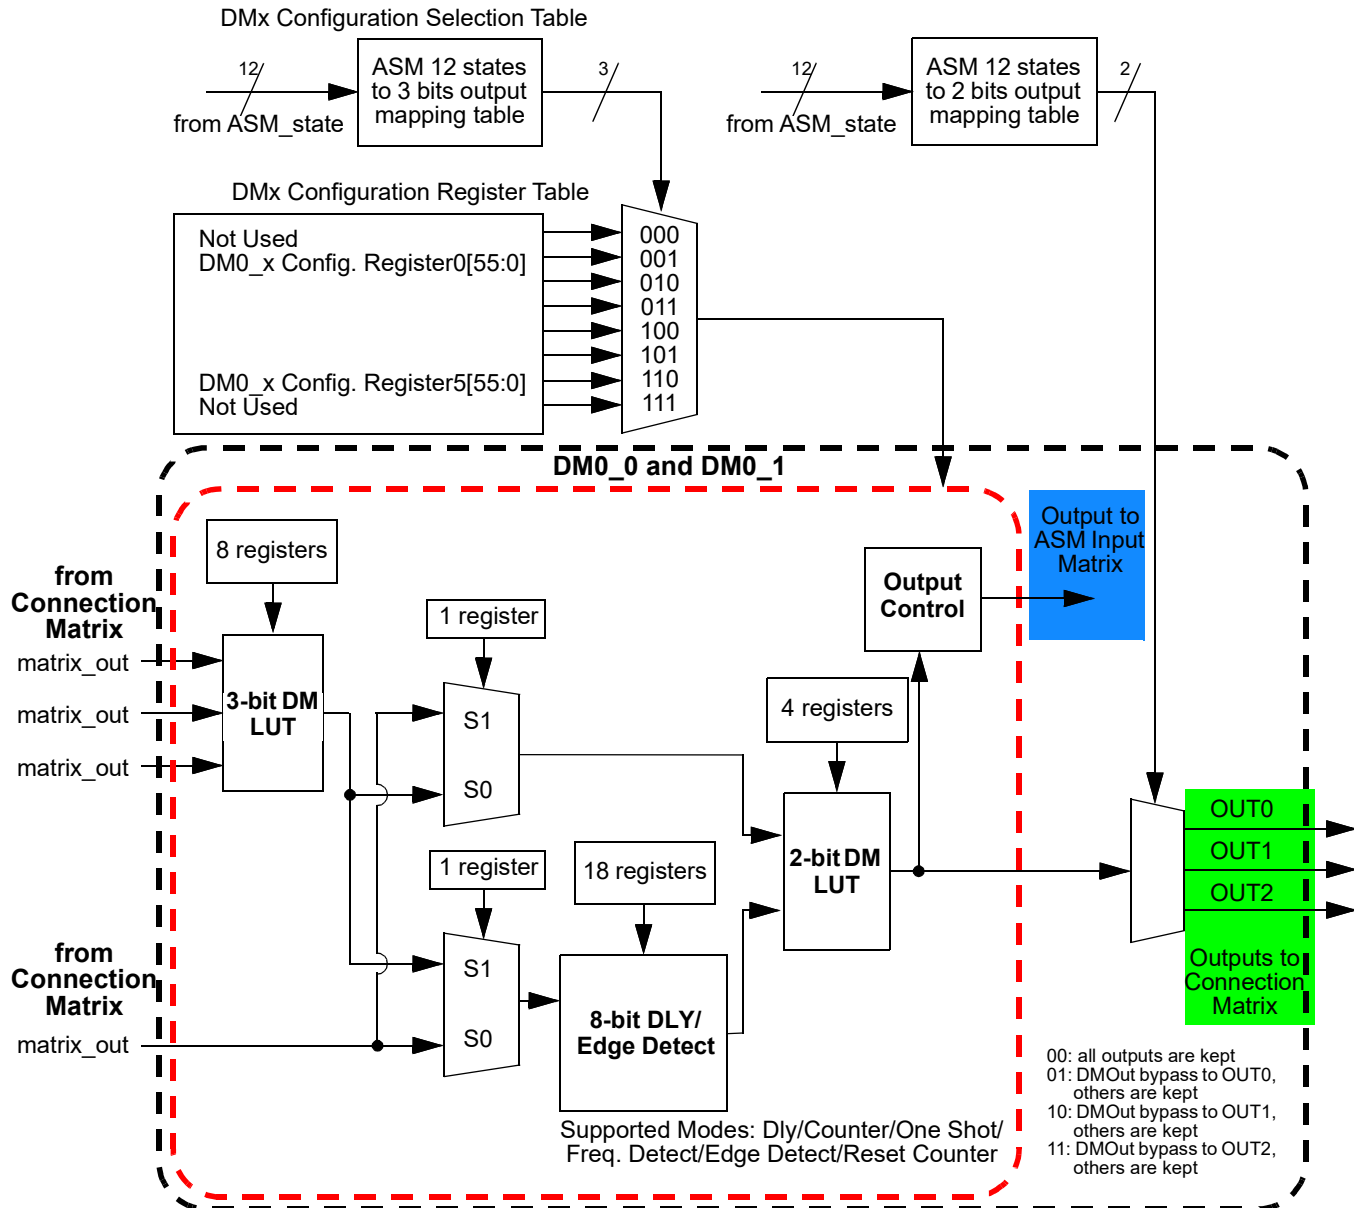 DMx Configuration Selection Table
12
ASM 12 states
to 3 bits output
mapping table
3
from ASM_state
12
ASM 12 states
to 2 bits output
mapping table
2
from ASM_state
DMx Configuration Register Table
Not Used
DM0_x Config. Register0[55:0]
DM0_x Config. Register5[55:0]
Not Used
000
001
010
011
100
101
110
111
DM0_0 and DM0_1
8 registers
from
Connection
Matrix
matrix_out
matrix_out
matrix_out
3-bit DM
LUT
1 register
S1
S0
Output
Control
Output to
ASM Input
Matrix
4 registers
2-bit DM
LUT
1 register
18 registers
S1
S0
8-bit DLY/
Edge Detect
from
Connection
Matrix
matrix_out
OUT0
OUT1
OUT2
Outputs to
Connection
Matrix
Supported Modes: Dly/Counter/One Shot/
Freq. Detect/Edge Detect/Reset Counter
00: all outputs are kept
01: DMOut bypass to OUT0,
others are kept
10: DMOut bypass to OUT1,
others are kept
11: DMOut bypass to OUT2,
others are kept